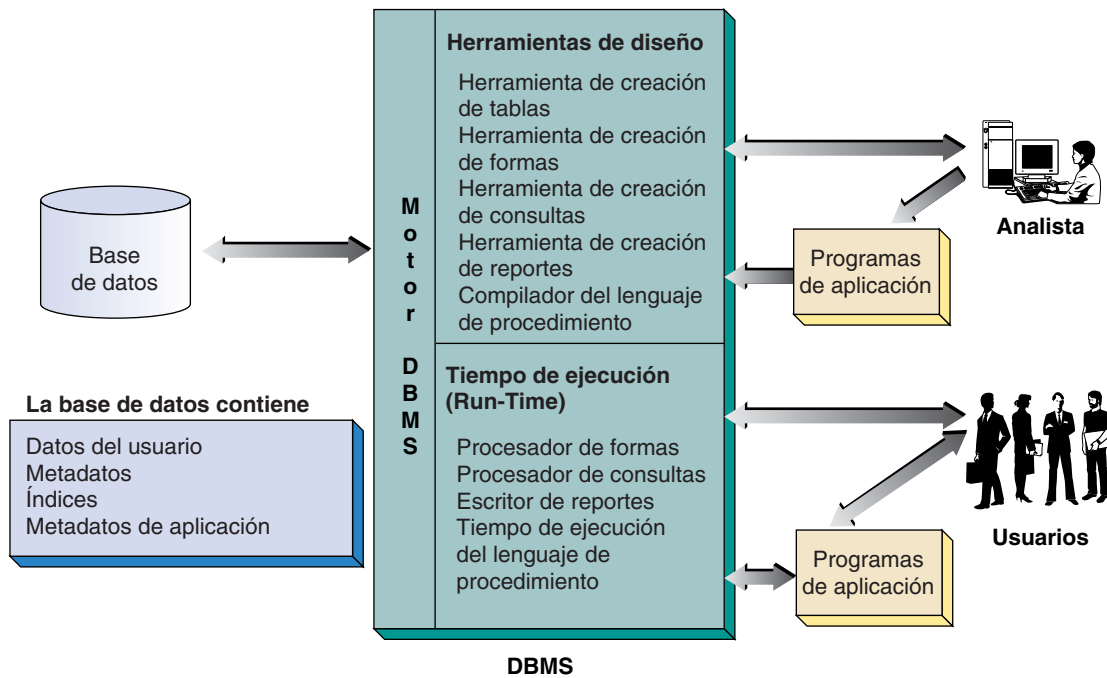 Base
de datos
La base de datos contiene
Datos del usuario
Metadatos
Índices
Metadatos de aplicación
Motor DBMS
Herramientas de diseño
Herramienta de creación
de tablas
Herramienta de creación
de formas
Herramienta de creación
de consultas
Herramienta de creación
de reportes
Compilador del lenguaje
de procedimiento
Tiempo de ejecución
(Run-Time)
Procesador de formas
Procesador de consultas
Escritor de reportes
Tiempo de ejecución
del lenguaje de
procedimiento
DBMS
Analista
Programas
de aplicación
Usuarios
Programas
de aplicación